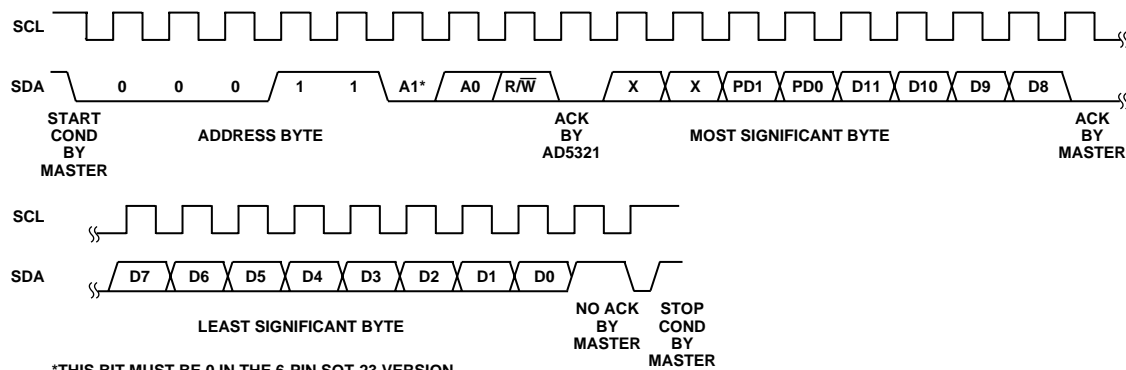 SCL
SDA 0 0 0 1 1 A1* A0 R/W̅ X X PD1 PD0 D11 D10 D9 D8
START COND BY MASTER
ADDRESS BYTE
ACK BY AD5321
MOST SIGNIFICANT BYTE
ACK BY MASTER
SCL
SDA D7 D6 D5 D4 D3 D2 D1 D0
LEAST SIGNIFICANT BYTE
NO ACK BY MASTER
STOP COND BY MASTER
*THIS BIT MUST BE 0 IN THE 6-PIN SOT-23 VERSION